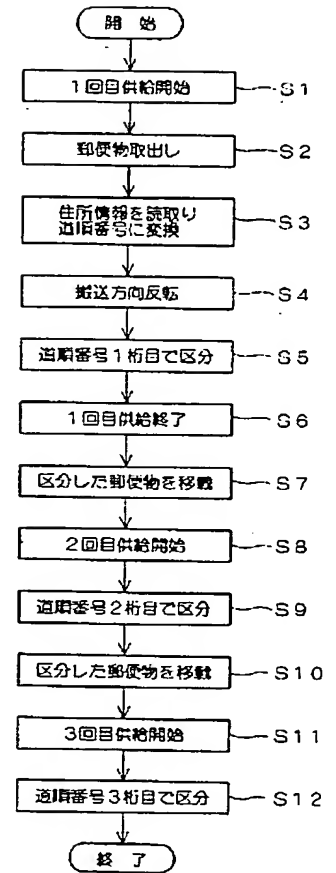 開 始
1回目供給開始
S1
郵便物取出し
S2
住所情報を読取り
道順番号に変換
S3
搬送方向反転
S4
道順番号1桁目で区分
S5
1回目供給終了
S6
区分した郵便物を移載
S7
2回目供給開始
S8
道順番号2桁目で区分
S9
区分した郵便物を移載
S10
3回目供給開始
S11
道順番号3桁目で区分
S12
終 了